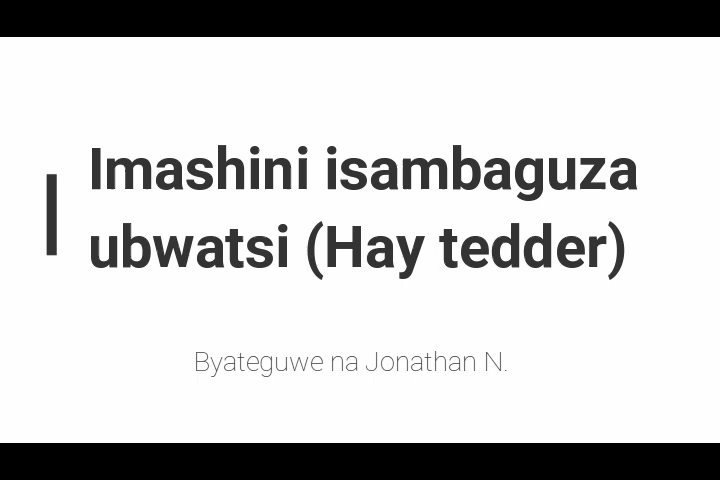 Imashini isambaguza
ubwatsi (Hay tedder)
Byateguwe na Jonathan N.